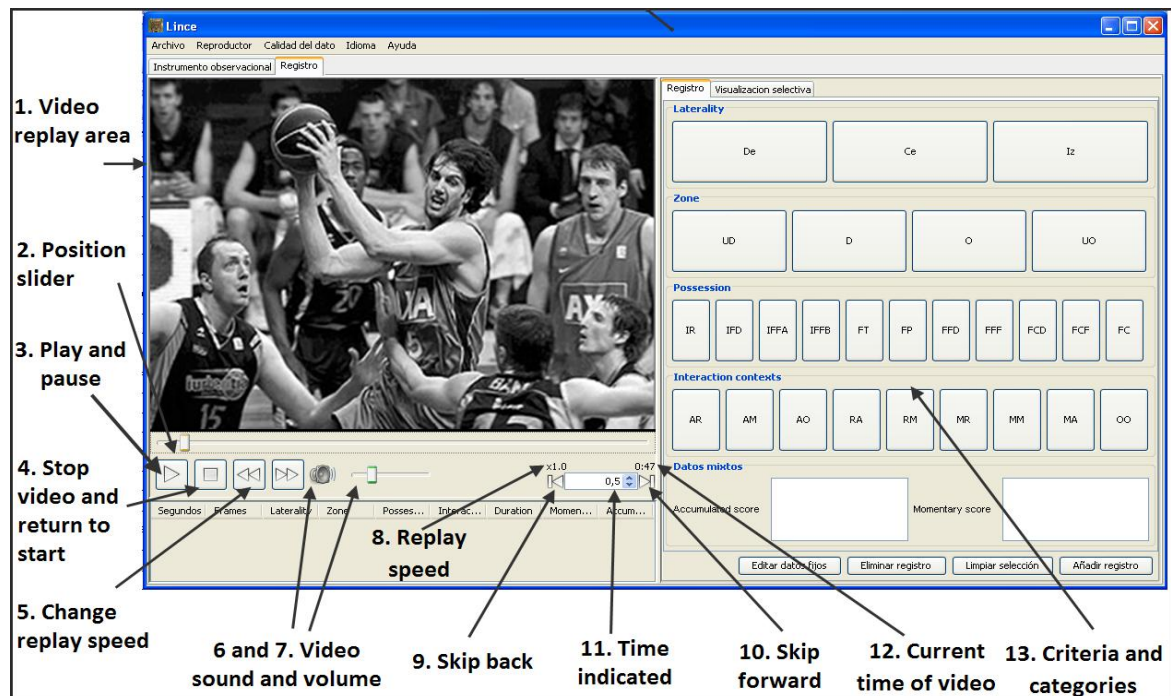 Lince
Archivo Reproductor Calidad del dato Idioma Ayuda
Instrumento observacional Registro
1. Video
replay area
2. Position
slider
3. Play and
pause
4. Stop
video and
return to
start
5. Change
replay speed
15
20
AXA
6
x1.0 0:47
0,5
Segundos Frames Laterality Zone Posses... Interac... Duration Momen... Accum...
Registro Visualizacion selectiva
Laterality
De Ce Iz
Zone
UD D O UO
Possession
IR IFD IFFA IFFB FT FP FFD FFF FCD FCF FC
Interaction contexts
AR AM AO RA RM MR MM MA OO
Datos mixtos
Accumulated score Momentary score
Editar datos fijos Eliminar registro Limpiar selección Añadir registro
8. Replay
speed
6 and 7. Video
sound and volume
9. Skip back
11. Time
indicated
10. Skip
forward
12. Current
time of video
13. Criteria and
categories